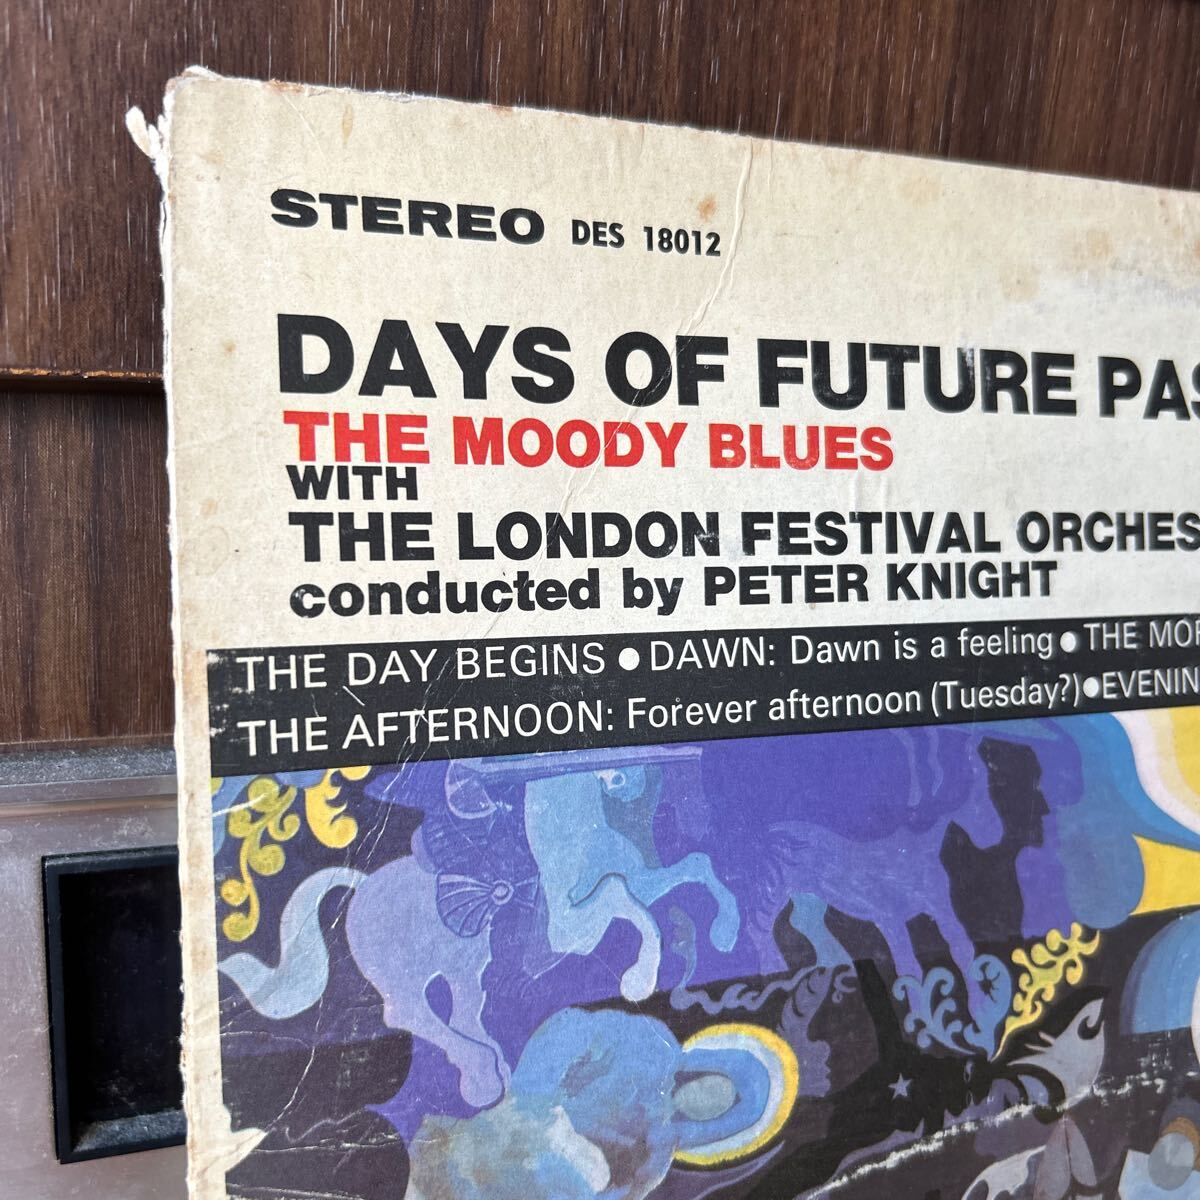 STEREO DES 18012
DAYS OF FUTURE PAS
THE MOODY BLUES
WITH
THE LONDON FESTIVAL ORCHES
conducted by PETER KNIGHT
THE DAY BEGINS ● DAWN: Dawn is a feeling ● THE MOR
THE AFTERNOON: Forever afternoon (Tuesday?) ● EVENIN